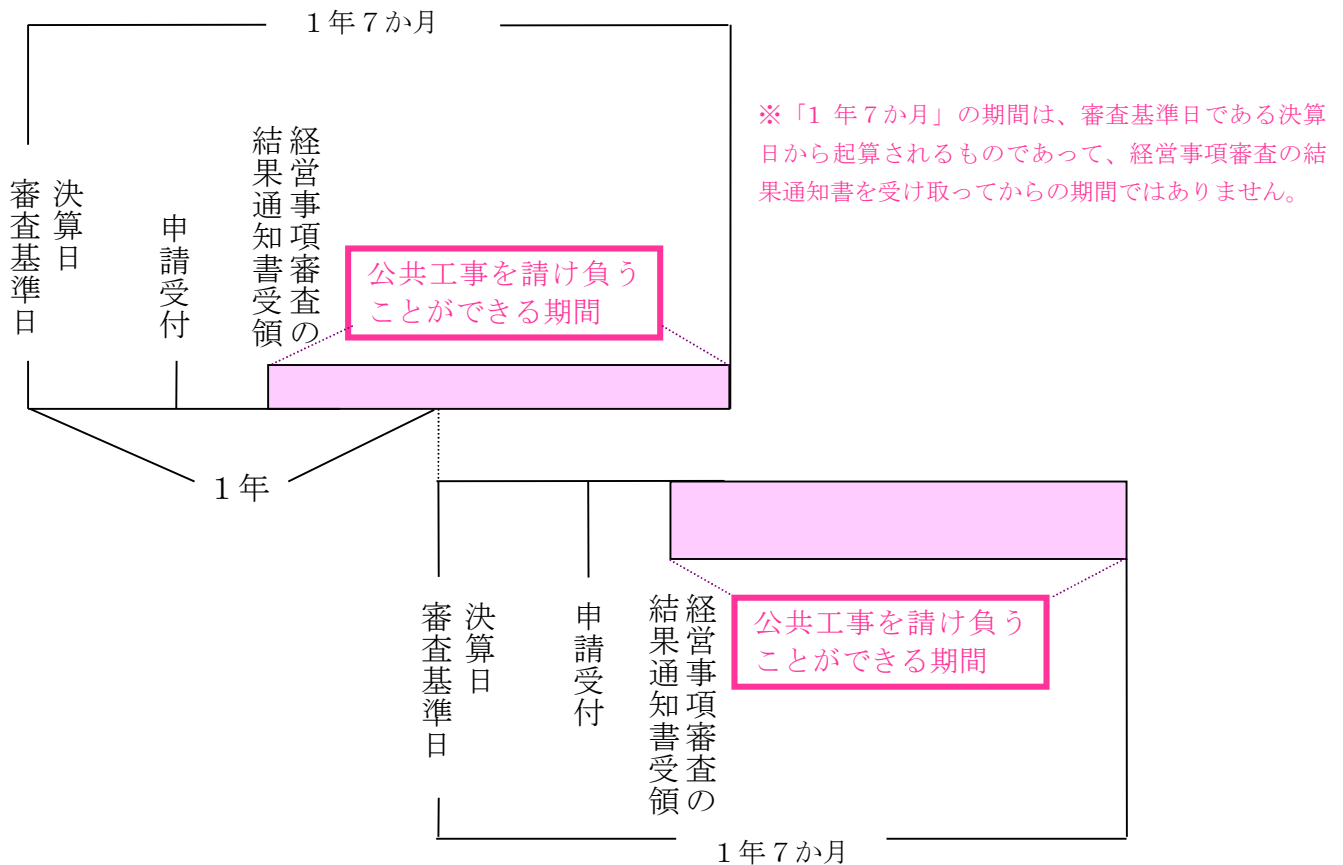 1年7か月
※「1 年7か月」の期間は、審査基準日である決算
日から起算されるものであって、経営事項審査の結
果通知書を受け取ってからの期間ではありません。
決算日
審査基準日
申請受付
経営事項審査の
結果通知書受領
公共工事を請け負う
ことができる期間
1年
決算日
審査基準日
申請受付
経営事項審査の
結果通知書受領
公共工事を請け負う
ことができる期間
1年7か月